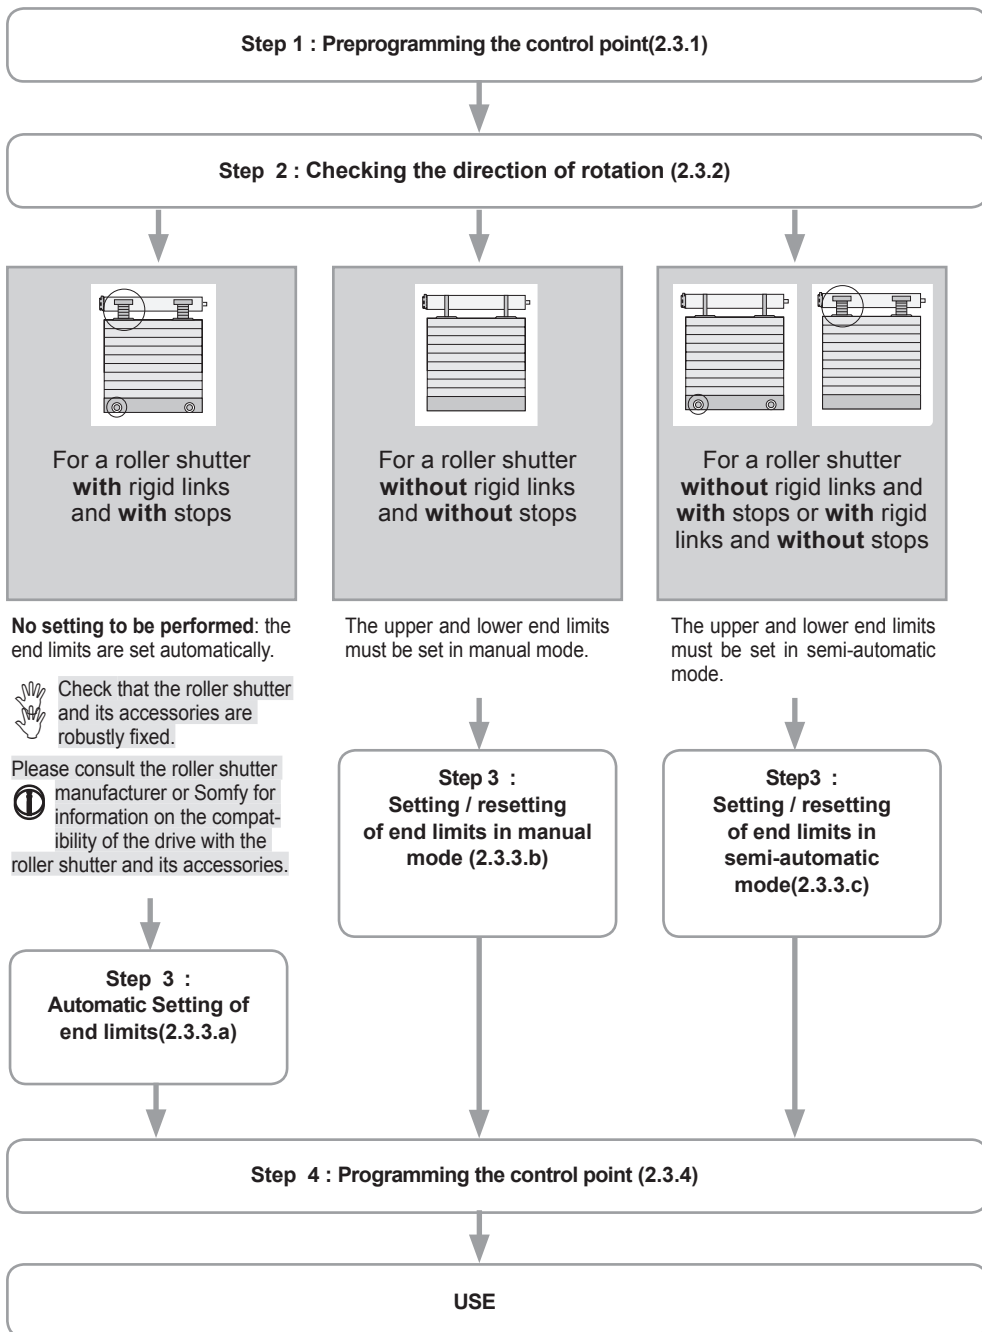 Step 1 : Preprogramming the control point(2.3.1)
Step 2 : Checking the direction of rotation (2.3.2)
For a roller shutter
with rigid links
and with stops
No setting to be performed: the
end limits are set automatically.
Check that the roller shutter
and its accessories are
robustly fixed.
Please consult the roller shutter
manufacturer or Somfy for
information on the compat-
ibility of the drive with the
roller shutter and its accessories.
Step 3 :
Automatic Setting of
end limits(2.3.3.a)
For a roller shutter
without rigid links
and without stops
The upper and lower end limits
must be set in manual mode.
Step 3 :
Setting / resetting
of end limits in manual
mode (2.3.3.b)
For a roller shutter
without rigid links and
with stops or with rigid
links and without stops
The upper and lower end limits
must be set in semi-automatic
mode.
Step3 :
Setting / resetting
of end limits in
semi-automatic
mode(2.3.3.c)
Step 4 : Programming the control point (2.3.4)
USE